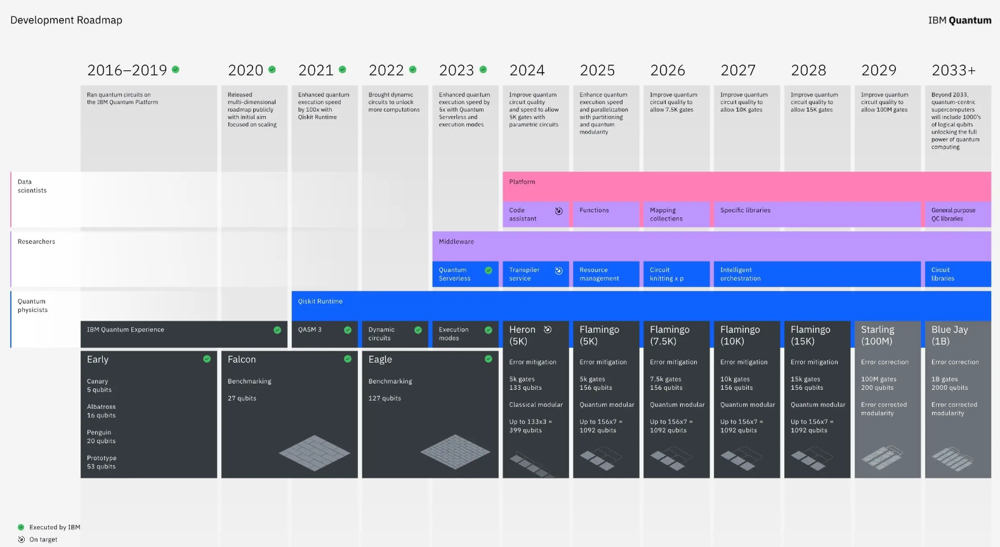 Development Roadmap
IBM Quantum
2016–2019
2020
2021
2022
2023
2024
2025
2026
2027
2028
2029
2033+
Ran quantum circuits on
the IBM Quantum Platform
Released
multi-dimensional
roadmap publicly
with initial aim
focused on scaling
Enhanced quantum
execution speed
by 100x with
Qiskit Runtime
Brought dynamic
circuits to unlock
more computations
Enhanced quantum
execution speed by
5x with Quantum
Serverless and
execution modes
Improve quantum
circuit quality
and speed to allow
5K gates with
parametric circuits
Enhance quantum
execution speed
and parallelization
with partitioning
and quantum
modularity
Improve quantum
circuit quality to
allow 7.5K gates
Improve quantum
circuit quality to
allow 10K gates
Improve quantum
circuit quality to
allow 15K gates
Improve quantum
circuit quality to
allow 100M gates
Beyond 2033,
quantum-centric
supercomputers
will include 1000's
of logical qubits
unlocking the full
power of quantum
computing
Data
scientists
Platform
Code
assistant
Functions
Mapping
collections
Specific libraries
General purpose
QC libraries
Researchers
Middleware
Quantum
Serverless
Transpiler
service
Resource
management
Circuit
knitting x p
Intelligent
orchestration
Circuit
libraries
Quantum
physicists
Qiskit Runtime
IBM Quantum Experience
QASM 3
Dynamic
circuits
Execution
modes
Early
Canary
5 qubits
Albatross
16 qubits
Penguin
20 qubits
Prototype
53 qubits
Falcon
Benchmarking
27 qubits
Eagle
Benchmarking
127 qubits
Heron
(5K)
Error mitigation
5k gates
133 qubits
Classical modular
Up to 133x3 =
399 qubits
Flamingo
(5K)
Error mitigation
5k gates
156 qubits
Quantum modular
Up to 156x7 =
1092 qubits
Flamingo
(7.5K)
Error mitigation
7.5k gates
156 qubits
Quantum modular
Up to 156x7 =
1092 qubits
Flamingo
(10K)
Error mitigation
10k gates
156 qubits
Quantum modular
Up to 156x7 =
1092 qubits
Flamingo
(15K)
Error mitigation
15k gates
156 qubits
Quantum modular
Up to 156x7 =
1092 qubits
Starling
(100M)
Error correction
100M gates
200 qubits
Error corrected
modularity
Blue Jay
(1B)
Error correction
1B gates
2000 qubits
Error corrected
modularity
Executed by IBM
On target